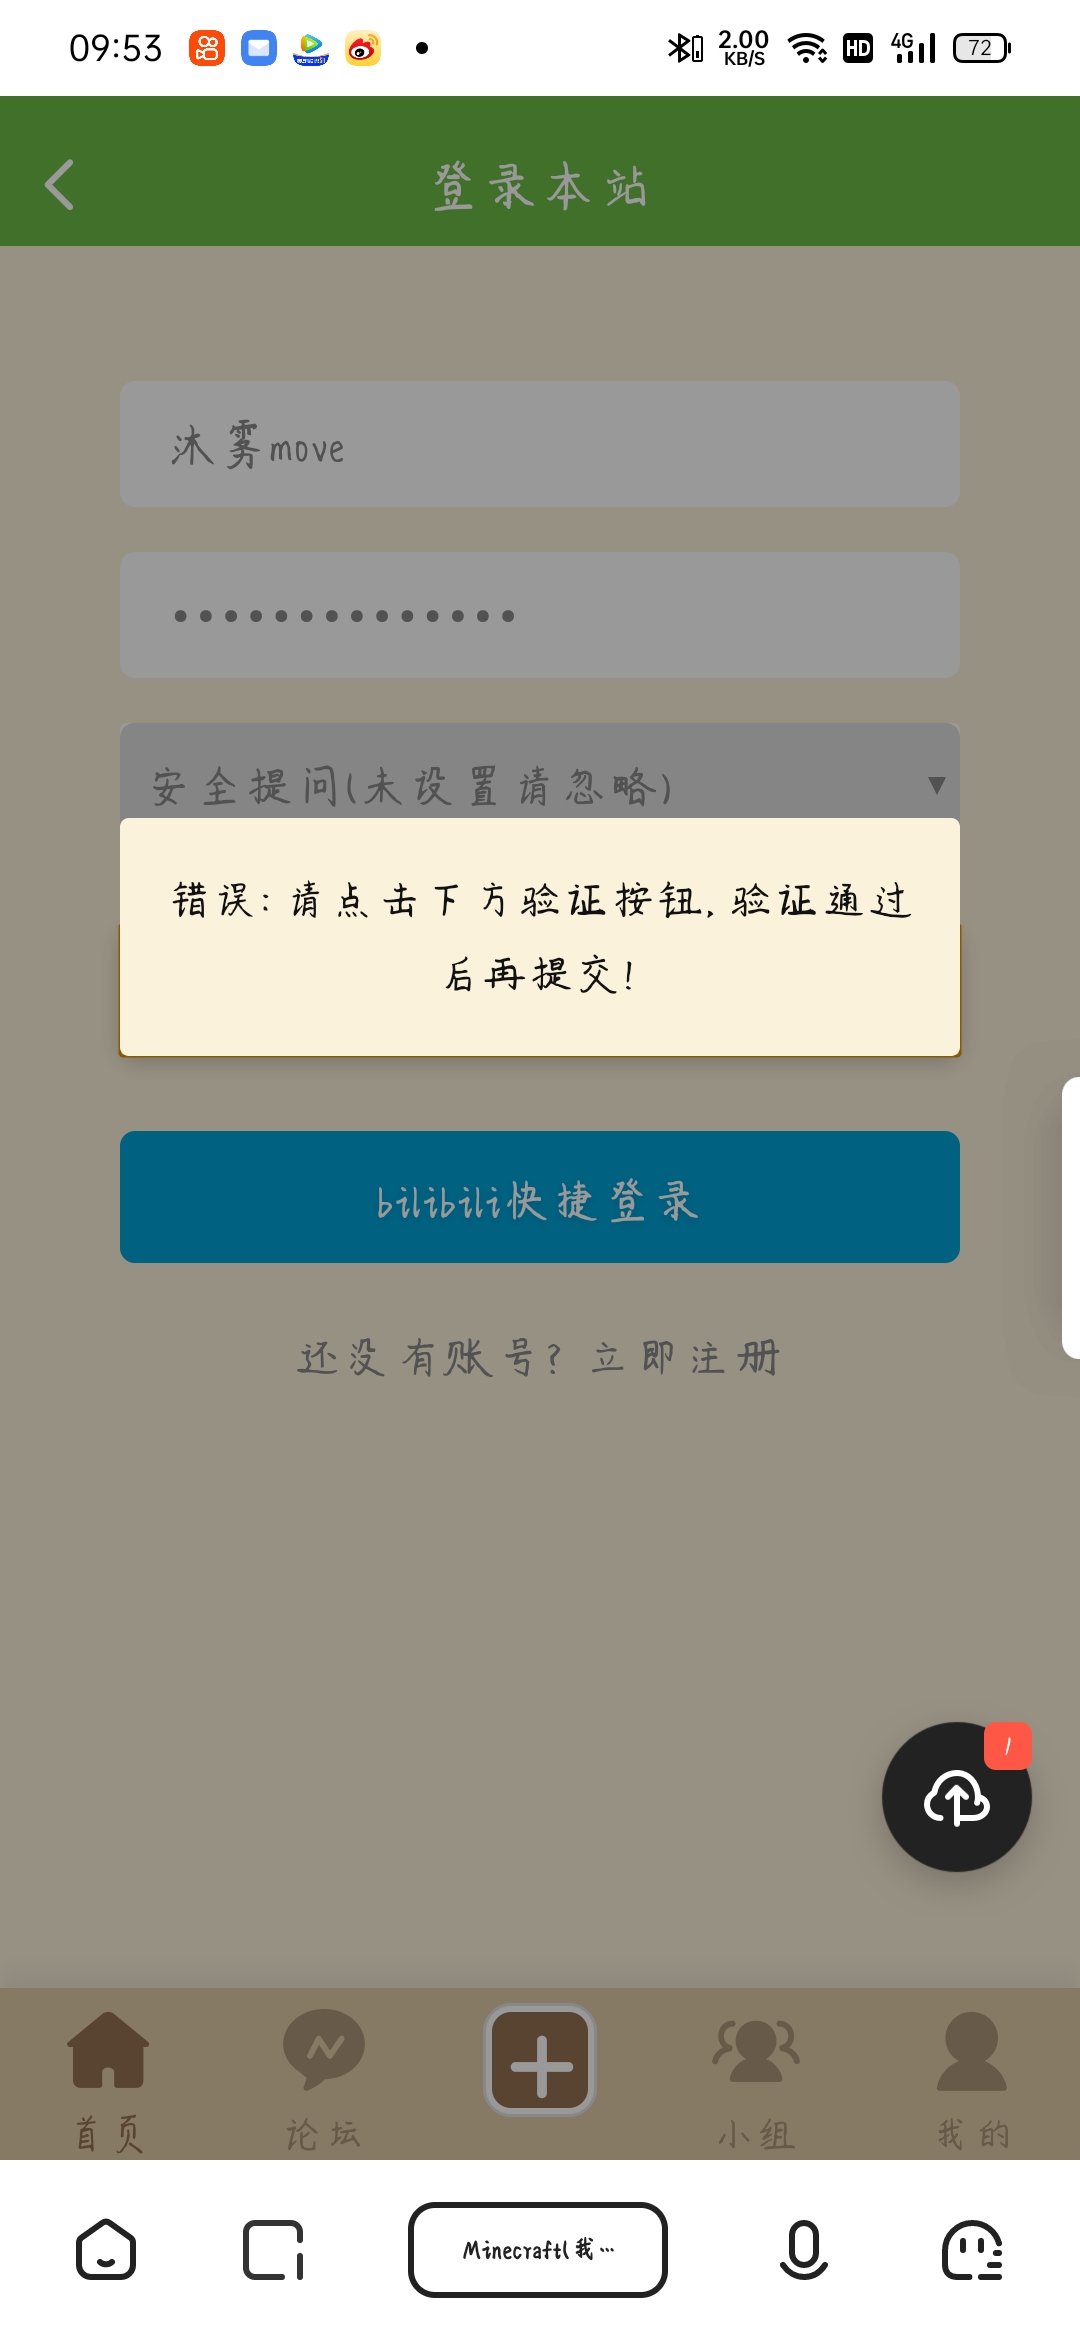 09:53
2.00
KB/S
HD
4G
72
登录本站
沐雾move
••••••••••••••
安全提问(未设置请忽略)
▼
错误: 请点击下方验证按钮, 验证通过
后再提交!
bilibili快捷登录
还没有账号? 立即注册
1
首页
论坛
小组
我的
Minecraft(我…